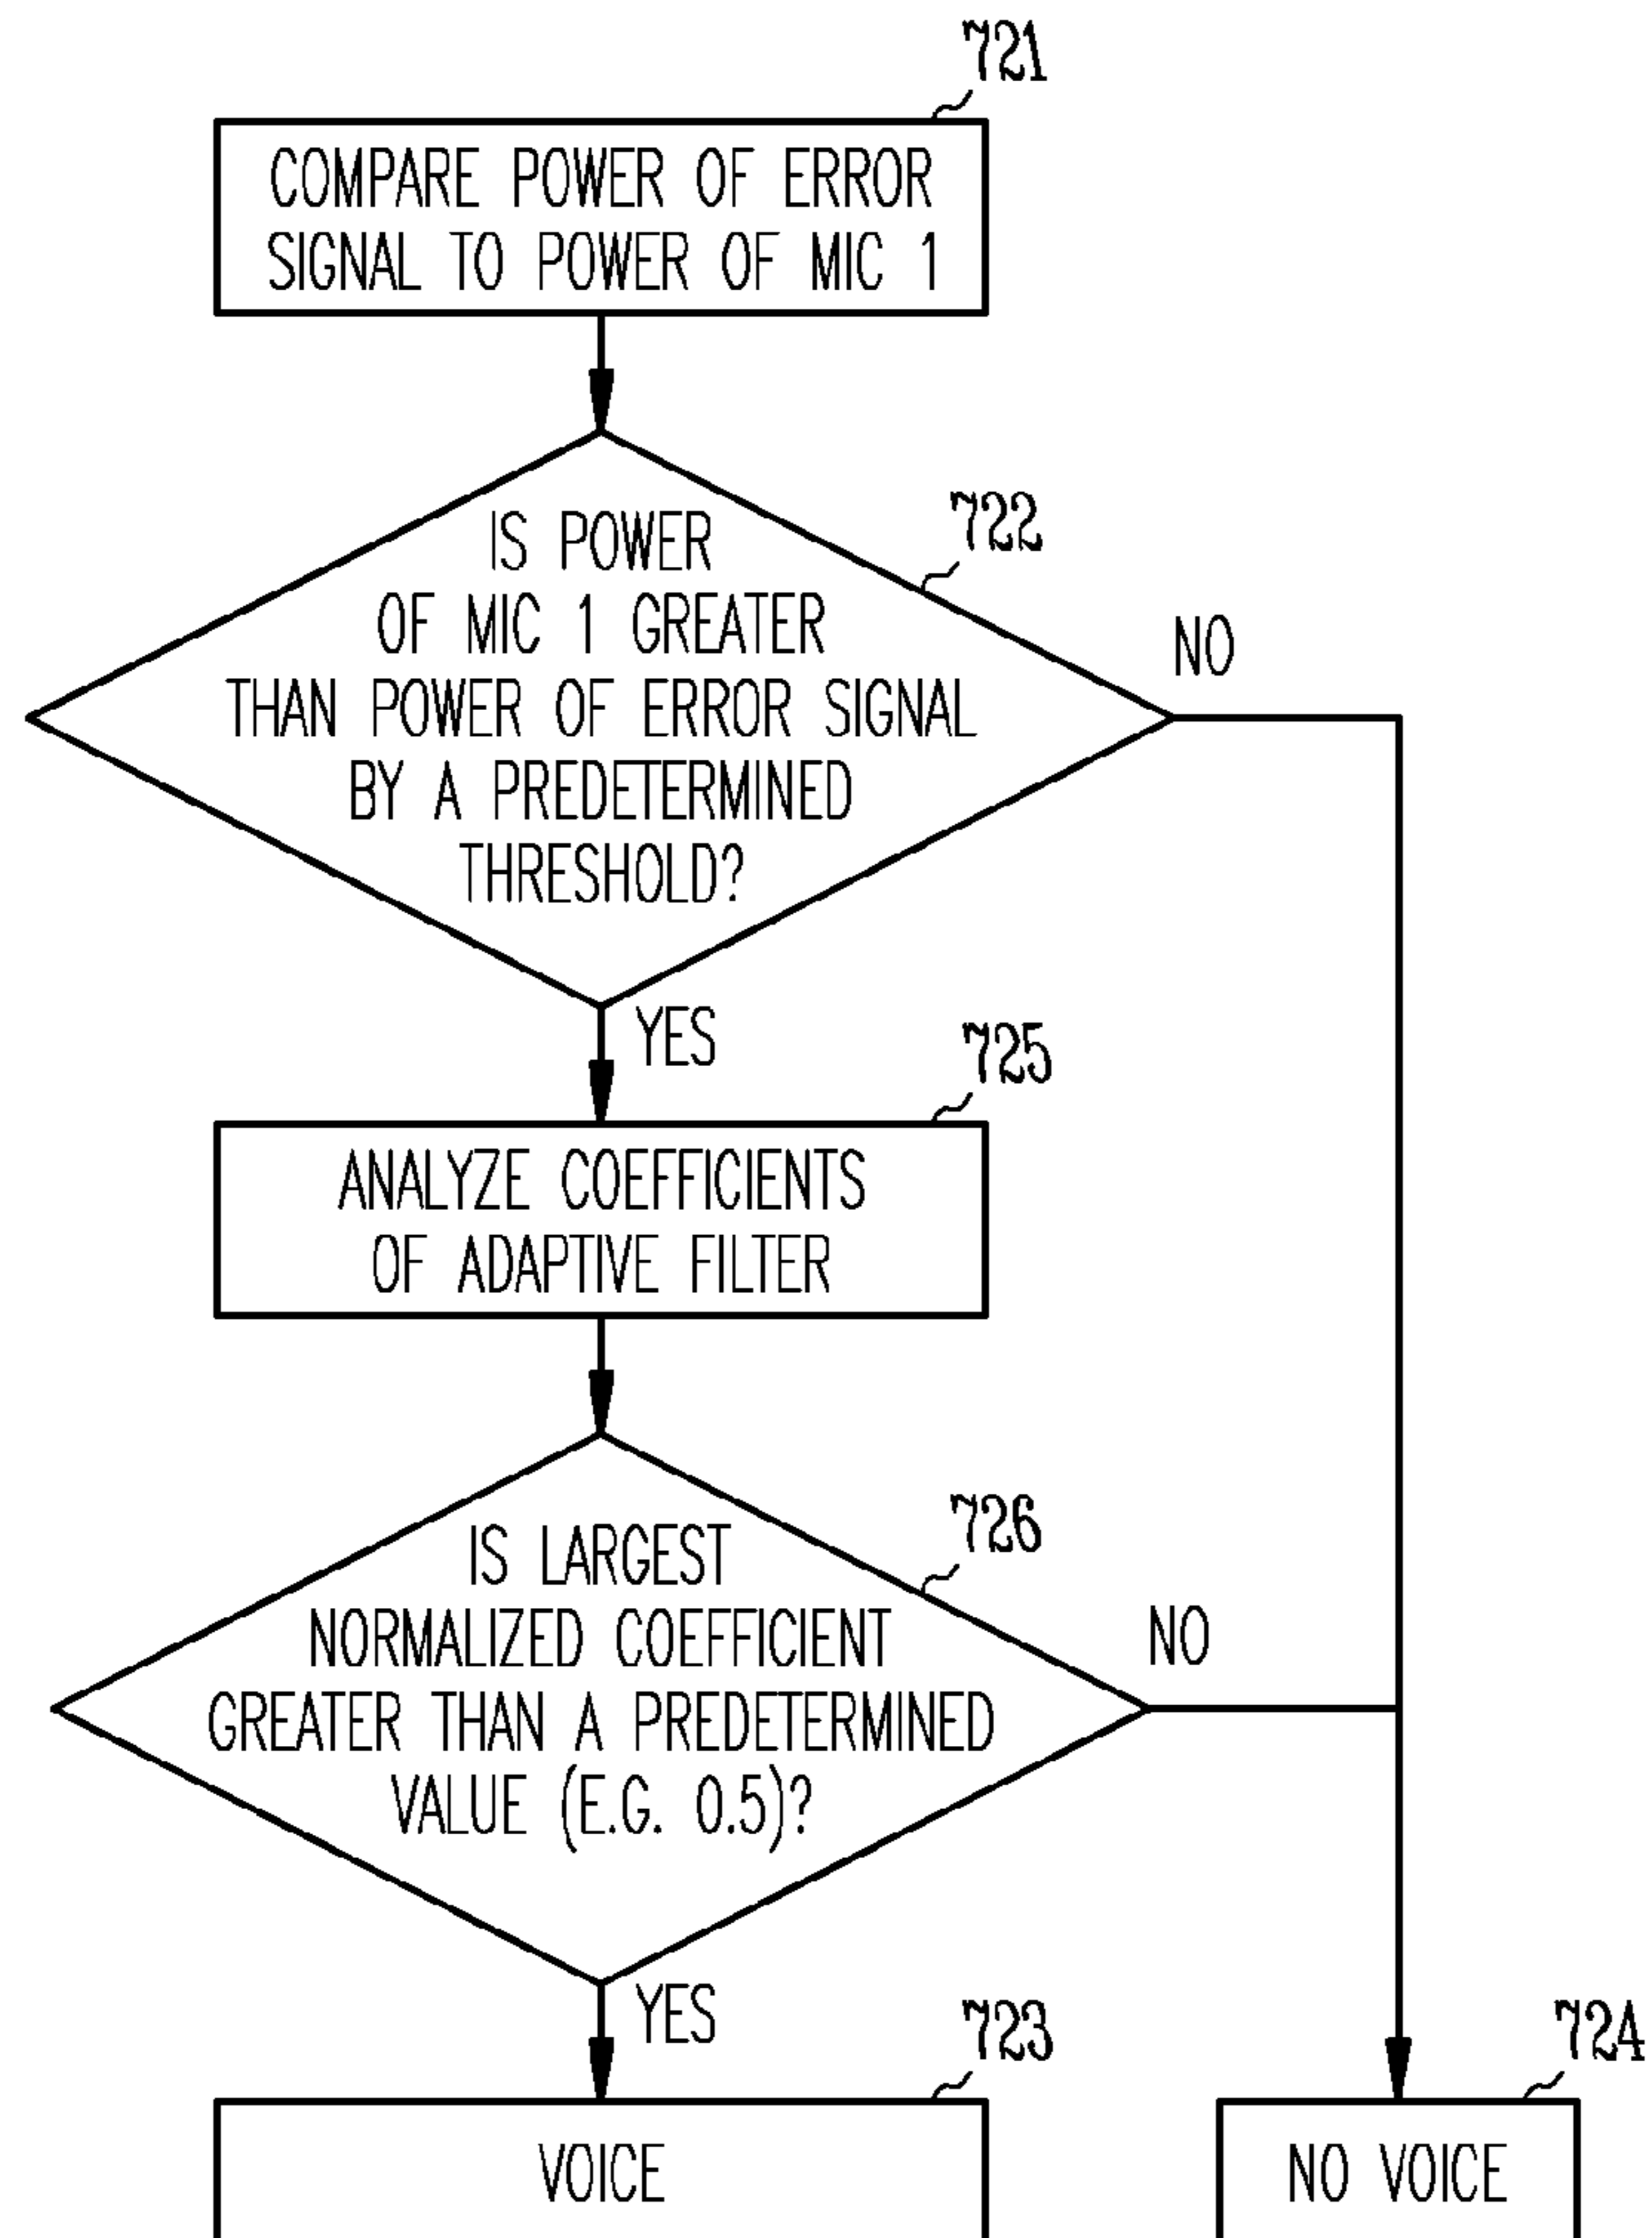 721
COMPARE POWER OF ERROR
SIGNAL TO POWER OF MIC 1
722
IS POWER
OF MIC 1 GREATER
THAN POWER OF ERROR SIGNAL
BY A PREDETERMINED
THRESHOLD?
NO
YES
725
ANALYZE COEFFICIENTS
OF ADAPTIVE FILTER
726
IS LARGEST
NORMALIZED COEFFICIENT
GREATER THAN A PREDETERMINED
VALUE (E.G. 0.5)?
NO
YES
723
VOICE
724
NO VOICE